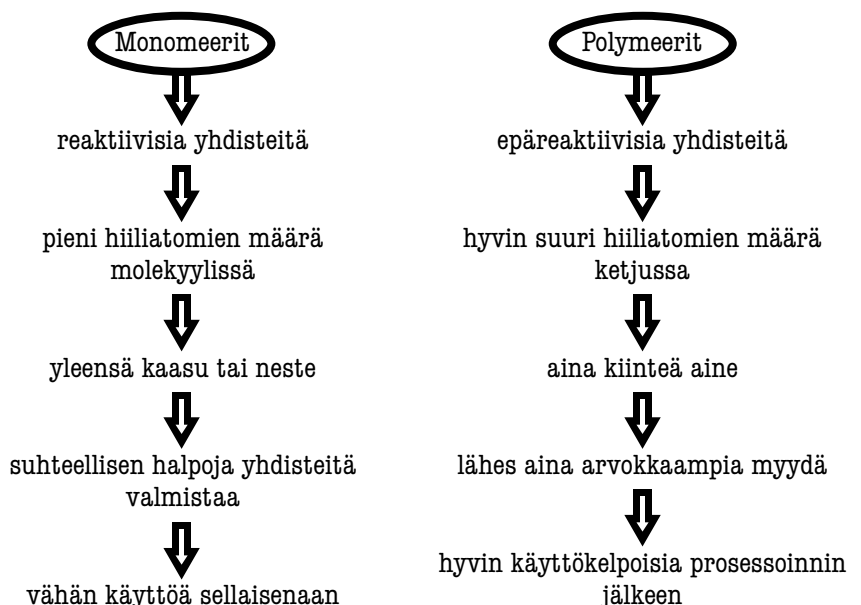 Monomeerit
reaktiivisia yhdisteitä
pieni hiiliatomien määrä
molekyylissä
yleensä kaasu tai neste
suhteellisen halpoja yhdisteitä
valmistaa
vähän käyttöä sellaisenaan
Polymeerit
epäreaktiivisia yhdisteitä
hyvin suuri hiiliatomien määrä
ketjussa
aina kiinteä aine
lähes aina arvokkaampia myydä
hyvin käyttökelpoisia prosessoinnin
jälkeen